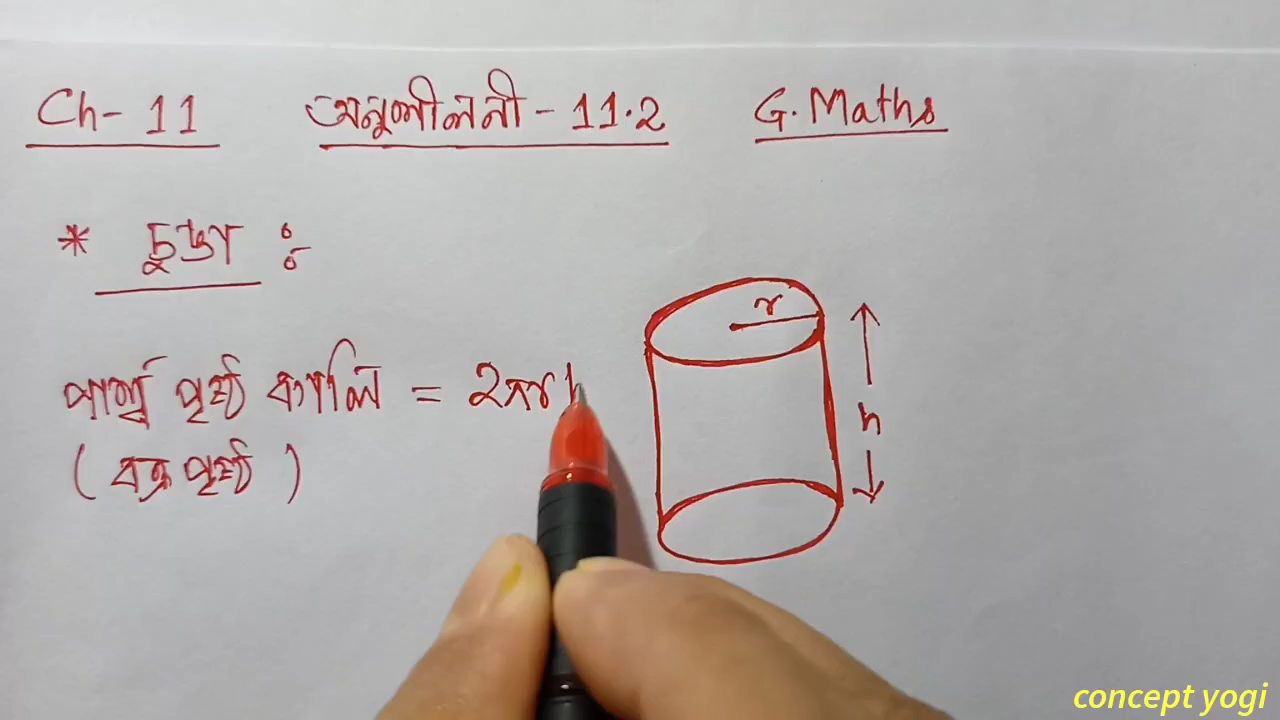 Ch- 11 অনুশীলনী - 11.2 G. Maths
* চুঙা :
পাৰ্শ্ব পৃষ্ঠ কালি = 2πrh
( বক্ৰ পৃষ্ঠ )
r
h
concept yogi